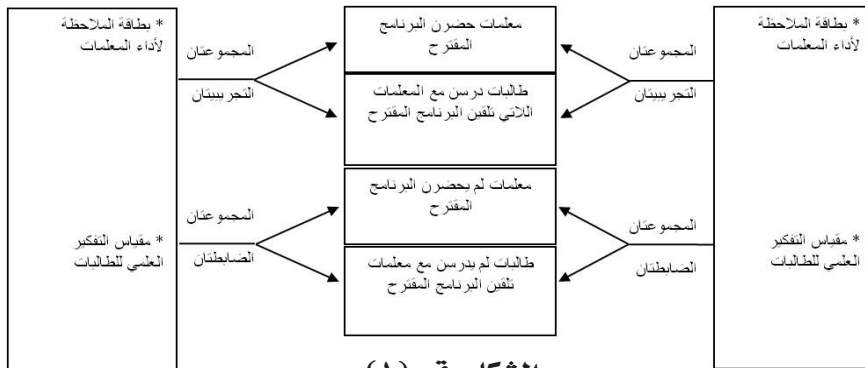 * بطاقة الملاحظة
لأداء المعلمات
* مقياس التفكير
العلمي للطالبات
المجموعتان
التجريبيتان
المجموعتان
الضابطتان
معلمات حضرن البرنامج
المقترح
طالبات درسن مع المعلمات
اللاتي تلقين البرنامج المقترح
معلمات لم يحضرن البرنامج
المقترح
طالبات لم يدرسن مع معلمات
تلقين البرنامج المقترح
المجموعتان
التجريبيتان
المجموعتان
الضابطتان
* بطاقة الملاحظة
لأداء المعلمات
* مقياس التفكير
العلمي للطالبات